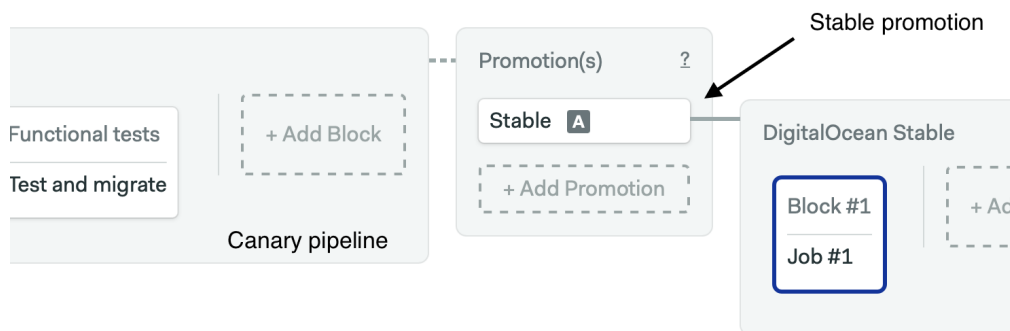 Stable promotion
Promotion(s) ?
Stable A
+ Add Promotion
Functional tests
Test and migrate
+ Add Block
Canary pipeline
DigitalOcean Stable
Block #1
Job #1
+ Ad